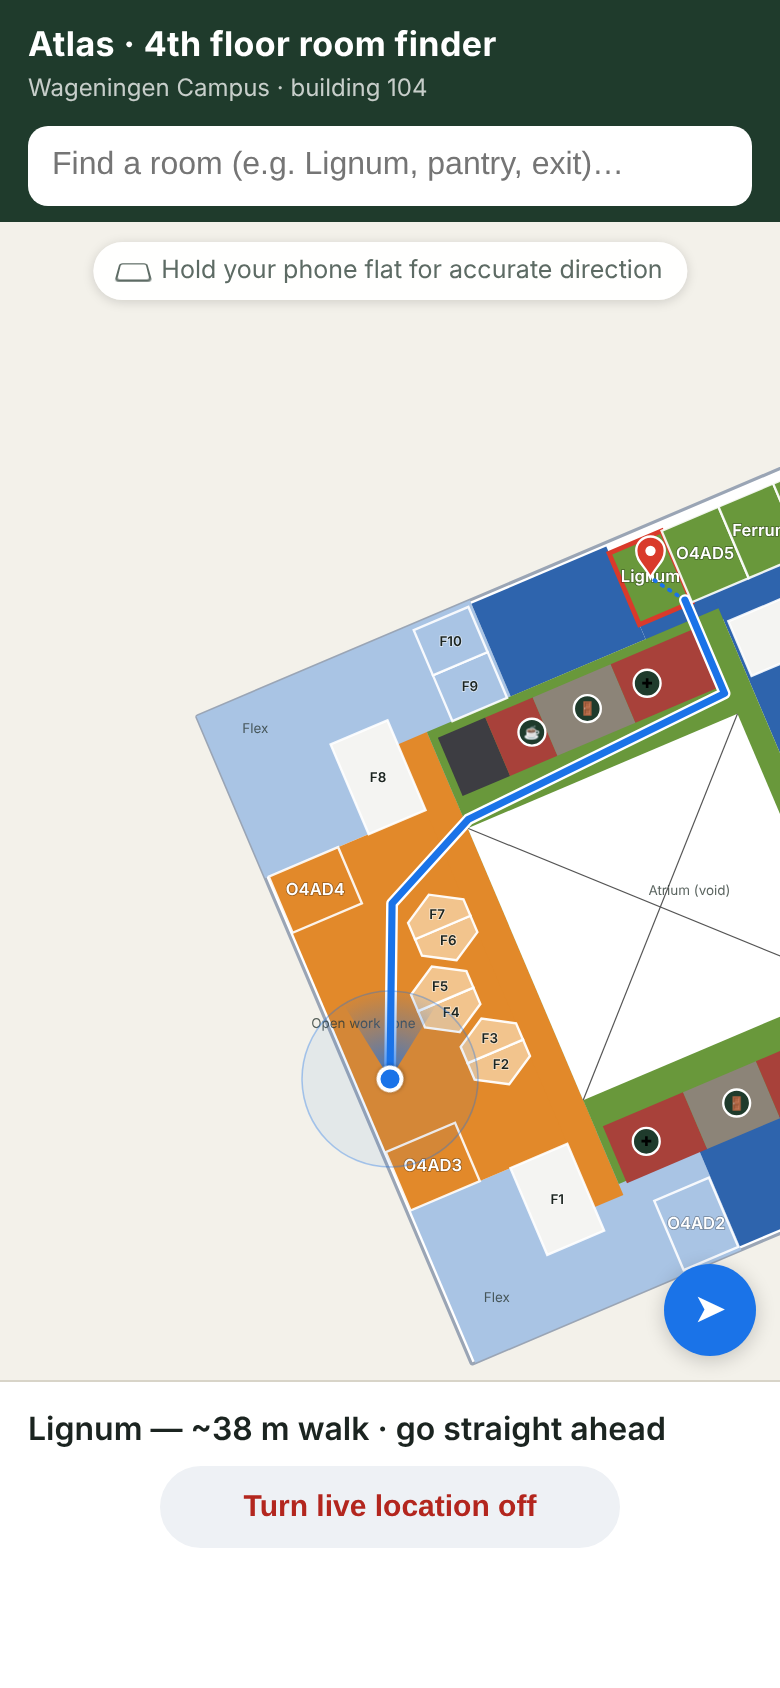 Atlas · 4th floor room finder
Wageningen Campus · building 104
Find a room (e.g. Lignum, pantry, exit)…
Hold your phone flat for accurate direction
Ferrum
O4AD5
Lignum
F10
F9
Flex
F8
O4AD4
Atrium (void)
F7
F6
F5
F4
Open work zone
F3
F2
O4AD3
F1
O4AD2
Flex
Lignum — ~38 m walk · go straight ahead
Turn live location off